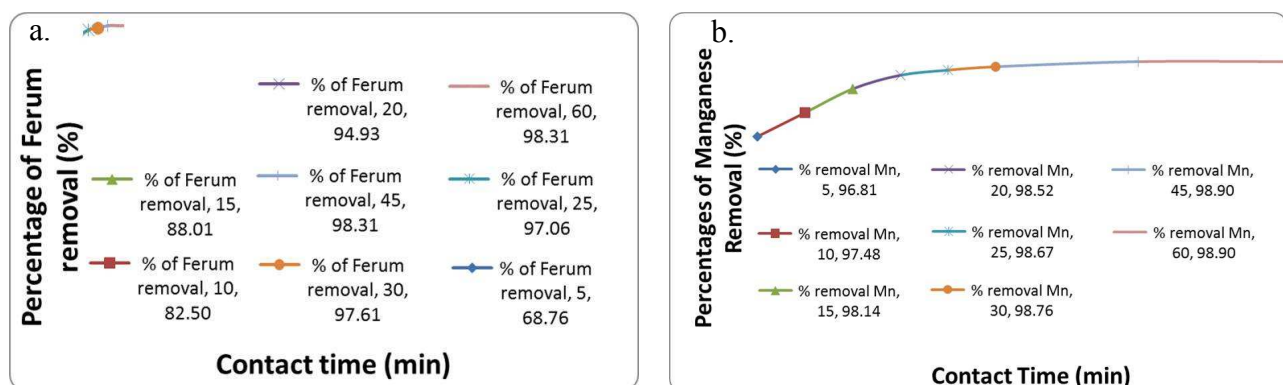 a.
Percentage of Ferum
removal (%)
% of Ferum
removal, 20,
94.93
% of Ferum
removal, 60,
98.31
% of Ferum
removal, 15,
88.01
% of Ferum
removal, 45,
98.31
% of Ferum
removal, 25,
97.06
% of Ferum
removal, 10,
82.50
% of Ferum
removal, 30,
97.61
% of Ferum
removal, 5,
68.76
Contact time (min)
b.
Percentages of Manganese
Removal (%)
% removal Mn,
5, 96.81
% removal Mn,
20, 98.52
% removal Mn,
45, 98.90
% removal Mn,
10, 97.48
% removal Mn,
25, 98.67
% removal Mn,
60, 98.90
% removal Mn,
15, 98.14
% removal Mn,
30, 98.76
Contact Time (min)